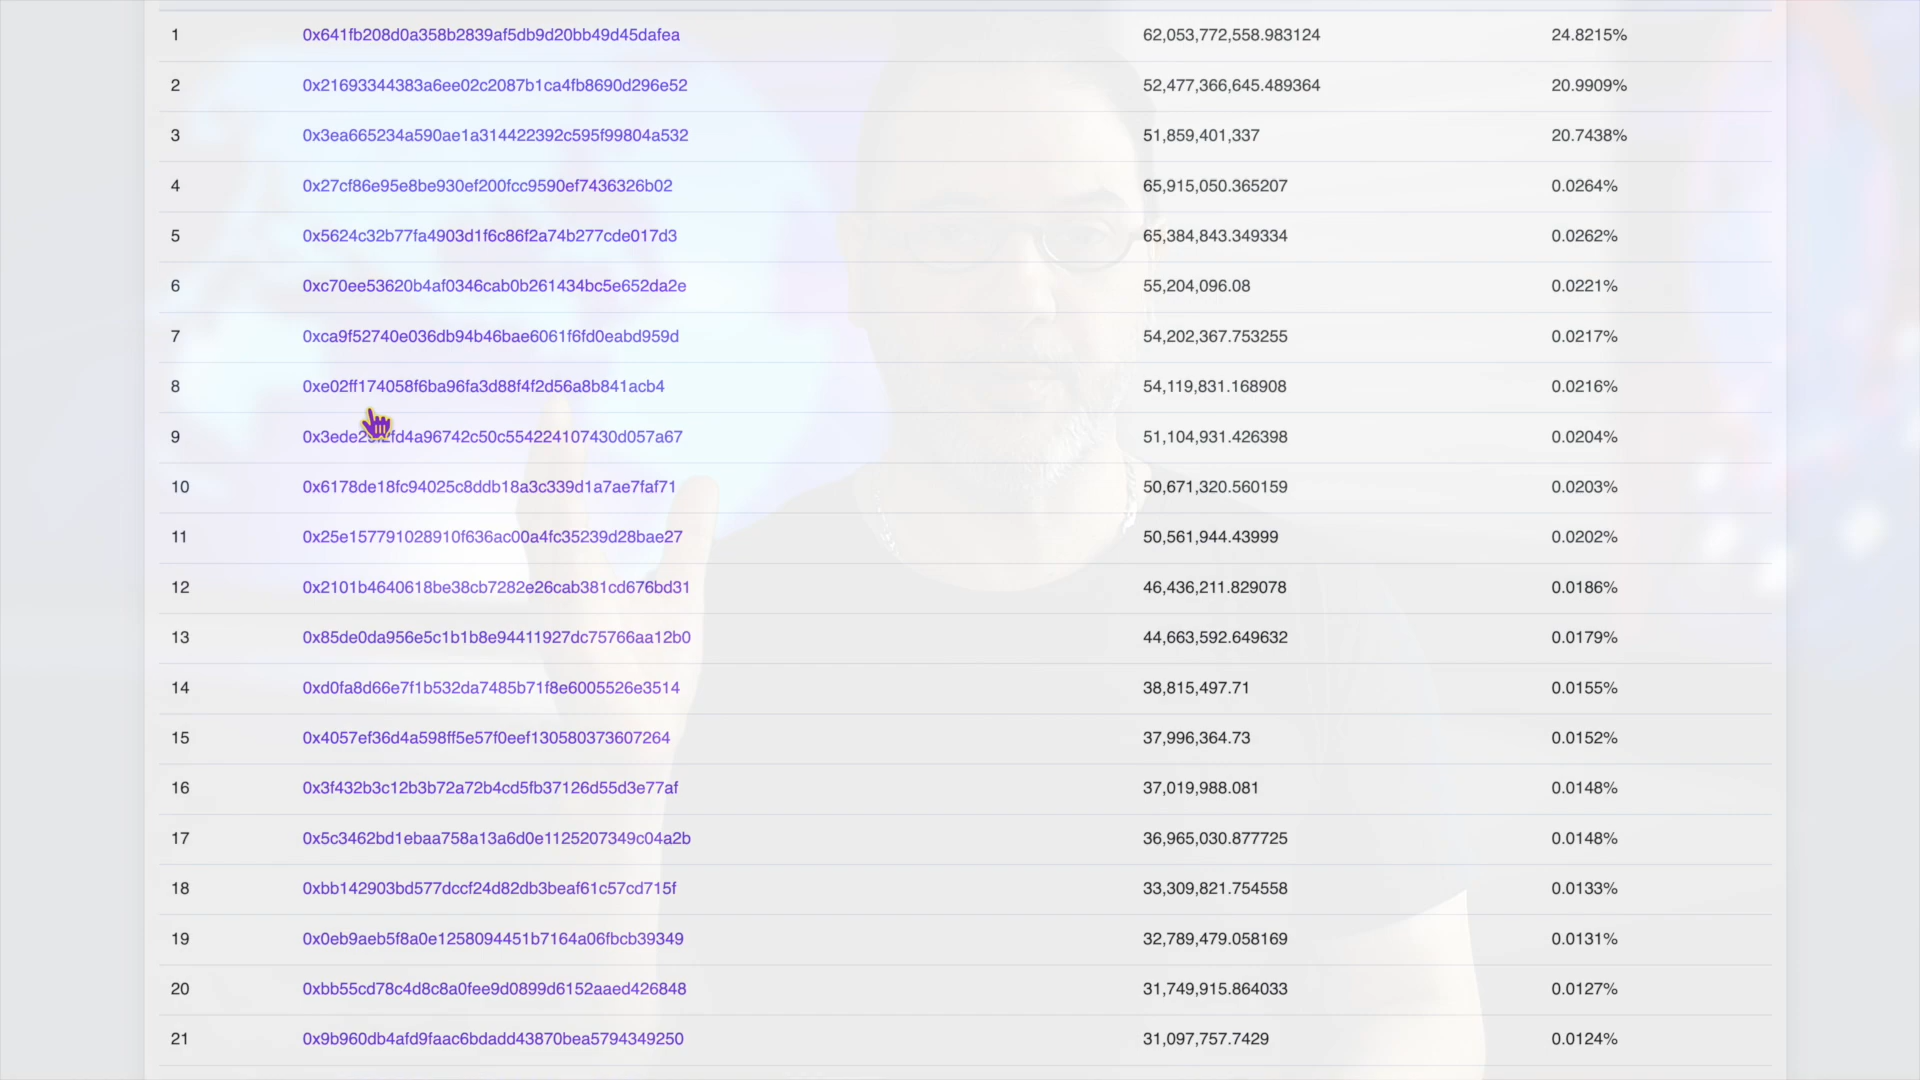 1 0x641fb208d0a358b2839af5db9d20bb49d45dafea 62,053,772,558.983124 24.8215%
2 0x21693344383a6ee02c2087b1ca4fb8690d296e52 52,477,366,645.489364 20.9909%
3 0x3ea665234a590ae1a314422392c595f99804a532 51,859,401,337 20.7438%
4 0x27cf86e95e8be930ef200fcc9590ef7436326b02 65,915,050.365207 0.0264%
5 0x5624c32b77fa4903d1f6c86f2a74b277cde017d3 65,384,843.349334 0.0262%
6 0xc70ee53620b4af0346cab0b261434bc5e652da2e 55,204,096.08 0.0221%
7 0xca9f52740e036db94b46bae6061f6fd0eabd959d 54,202,367.753255 0.0217%
8 0xe02ff174058f6ba96fa3d88f4f2d56a8b841acb4 54,119,831.168908 0.0216%
9 51,104,931.426398 0.0204%
10 0x6178de18fc94025c8ddb18a3c339d1a7ae7faf71 50,671,320.560159 0.0203%
11 0x25e157791028910f636ac00a4fc35239d28bae27 50,561,944.43999 0.0202%
12 0x2101b4640618be38cb7282e26cab381cd676bd31 46,436,211.829078 0.0186%
13 0x85de0da956e5c1b1b8e94411927dc75766aa12b0 44,663,592.649632 0.0179%
14 0xd0fa8d66e7f1b532da7485b71f8e6005526e3514 38,815,497.71 0.0155%
15 0x4057ef36d4a598ff5e57f0eef130580373607264 37,996,364.73 0.0152%
16 0x3f432b3c12b3b72a72b4cd5fb37126d55d3e77af 37,019,988.081 0.0148%
17 0x5c3462bd1ebaa758a13a6d0e1125207349c04a2b 36,965,030.877725 0.0148%
18 0xbb142903bd577dccf24d82db3beaf61c57cd715f 33,309,821.754558 0.0133%
19 0x0eb9aeb5f8a0e1258094451b7164a06fbcb39349 32,789,479.058169 0.0131%
20 0xbb55cd78c4d8c8a0fee9d0899d6152aaed426848 31,749,915.864033 0.0127%
21 0x9b960db4afd9faac6bdadd43870bea5794349250 31,097,757.7429 0.0124%